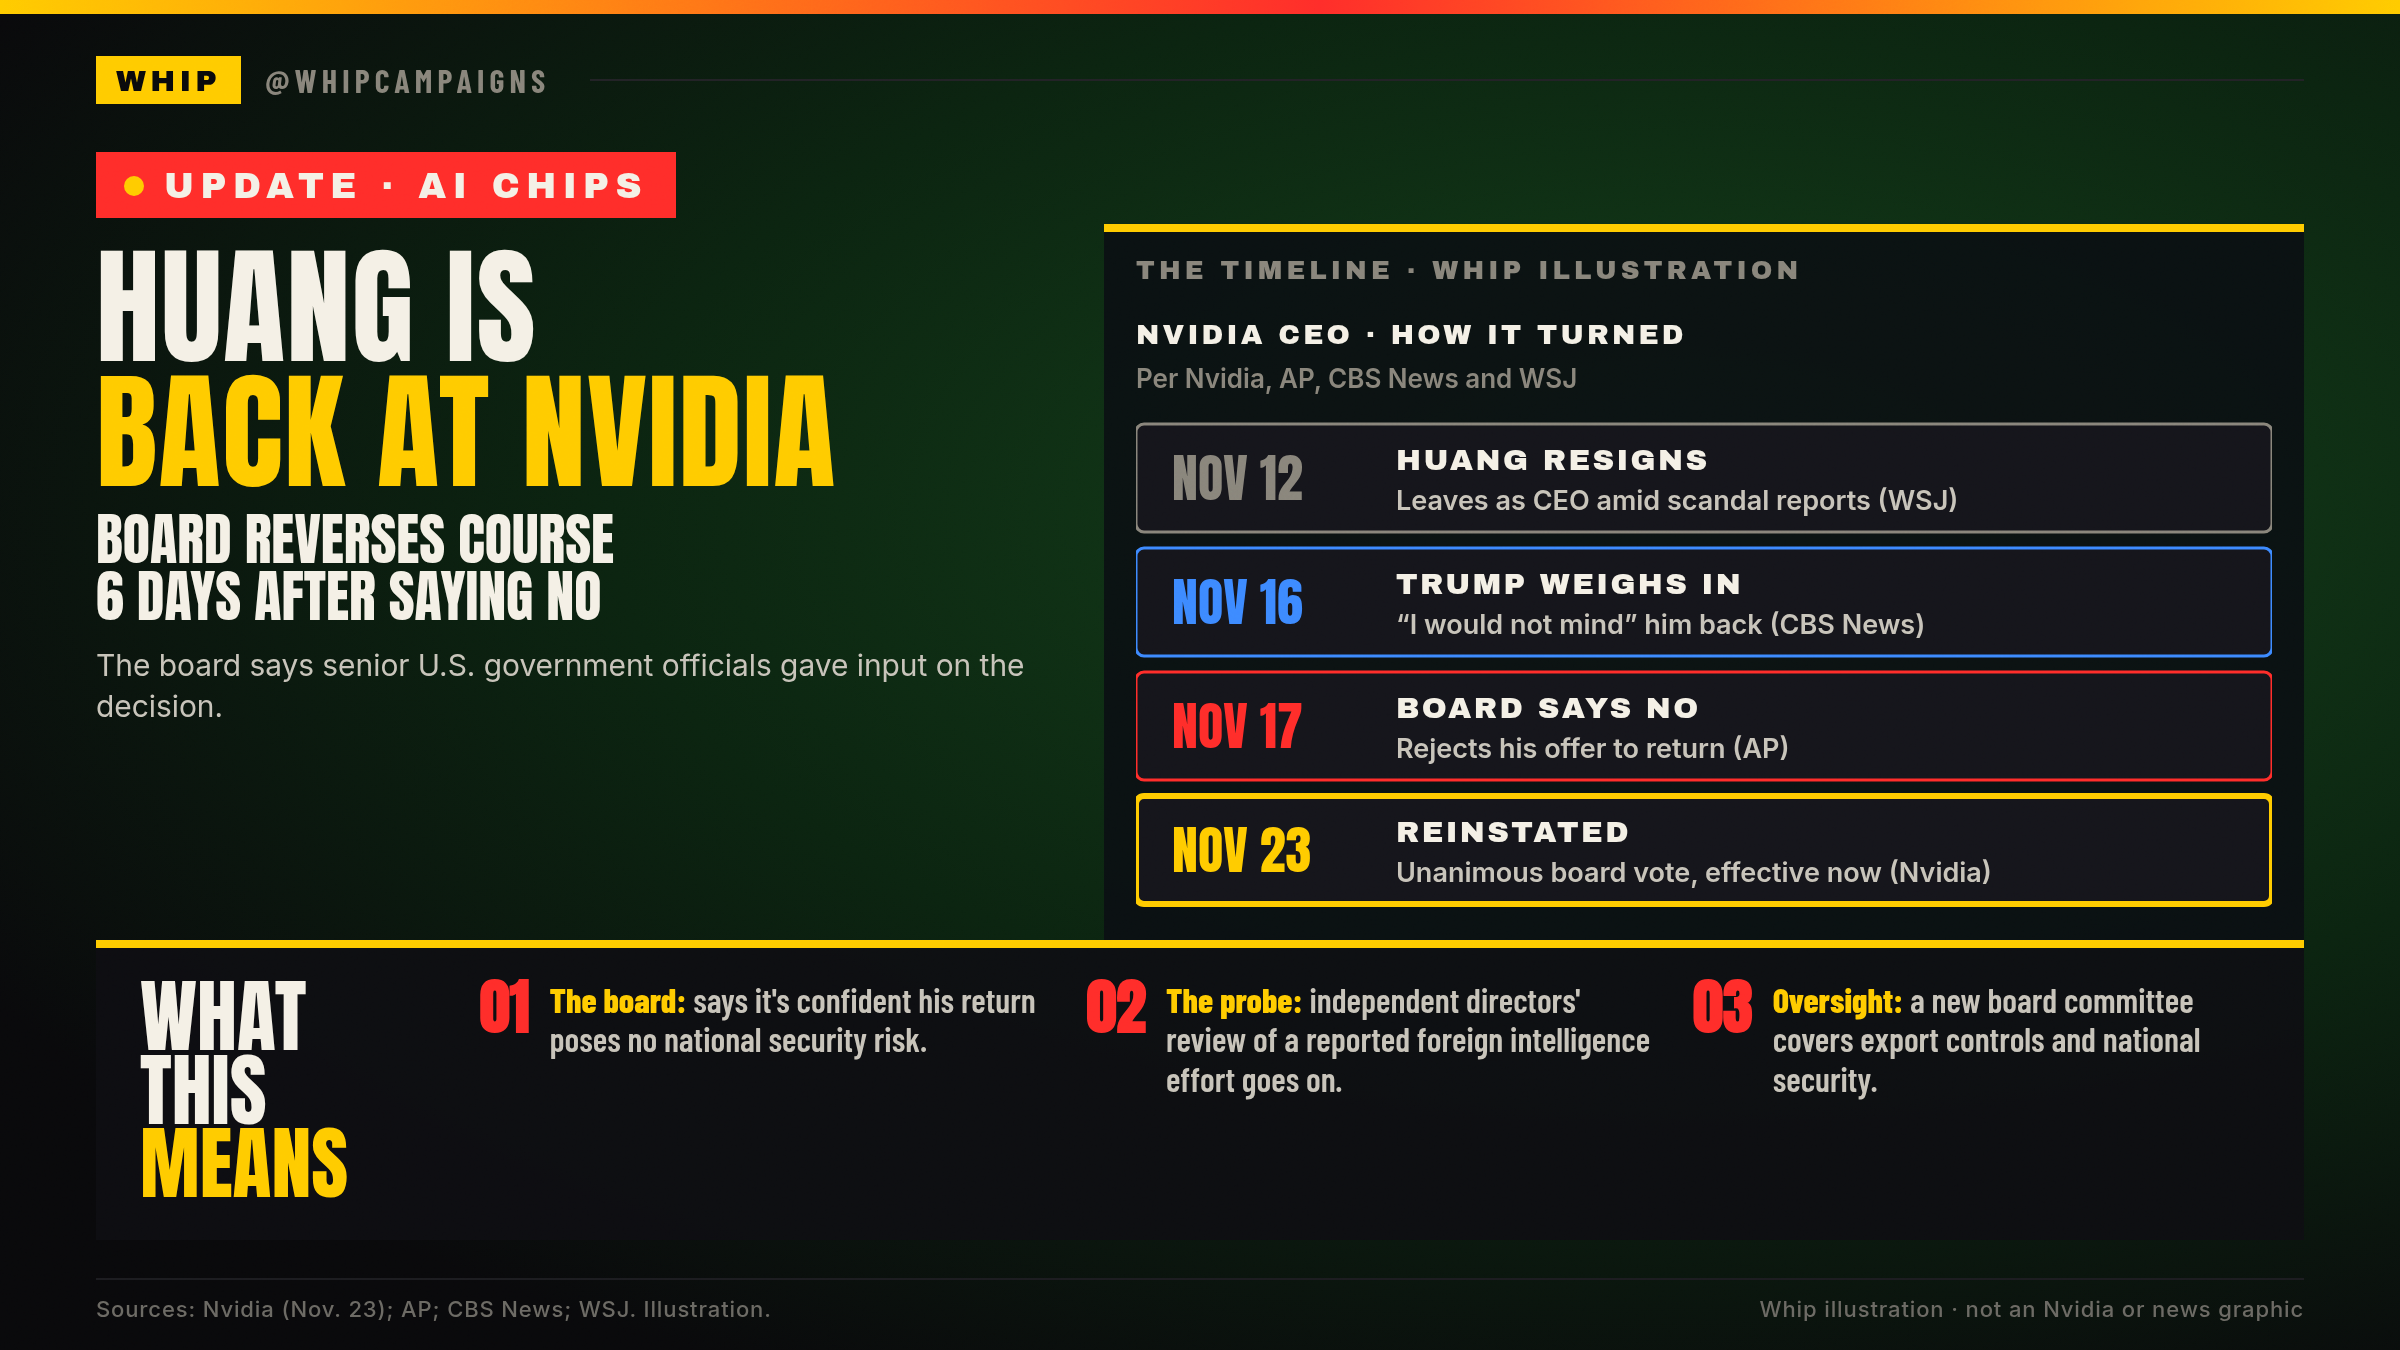 WHIP @WHIPCAMPAIGNS
UPDATE · AI CHIPS
HUANG IS
BACK AT NVIDIA
BOARD REVERSES COURSE
6 DAYS AFTER SAYING NO
The board says senior U.S. government officials gave input on the
decision.
THE TIMELINE · WHIP ILLUSTRATION
NVIDIA CEO · HOW IT TURNED
Per Nvidia, AP, CBS News and WSJ
NOV 12
HUANG RESIGNS
Leaves as CEO amid scandal reports (WSJ)
NOV 16
TRUMP WEIGHS IN
“I would not mind” him back (CBS News)
NOV 17
BOARD SAYS NO
Rejects his offer to return (AP)
NOV 23
REINSTATED
Unanimous board vote, effective now (Nvidia)
WHAT
THIS
MEANS
01
The board: says it's confident his return
poses no national security risk.
02
The probe: independent directors'
review of a reported foreign intelligence
effort goes on.
03
Oversight: a new board committee
covers export controls and national
security.
Sources: Nvidia (Nov. 23); AP; CBS News; WSJ. Illustration.
Whip illustration · not an Nvidia or news graphic